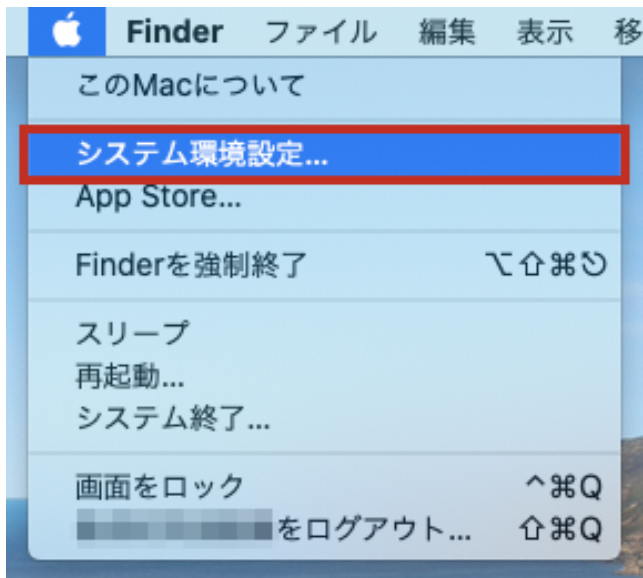 Finder ファイル 編集 表示 移
このMacについて
システム環境設定...
App Store...
Finderを強制終了 ⌥⇧⌘⎋
スリープ
再起動...
システム終了...
画面をロック ^⌘Q
をログアウト... ⇧⌘Q